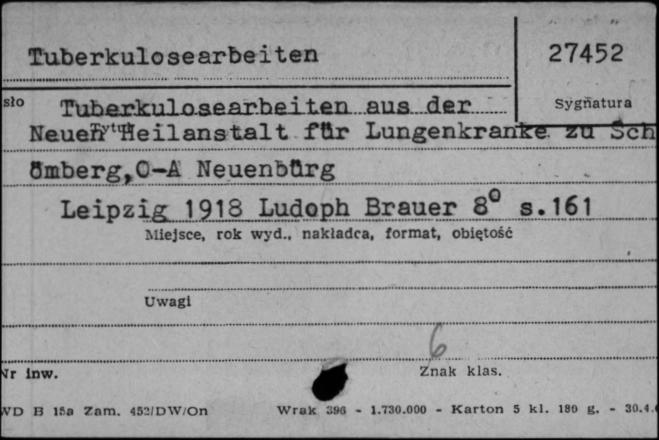 Tuberkulosearbeiten 27452
sło Tuberkulosearbeiten aus der Sygnatura
Neuen Heilanstalt für Lungenkranke zu Sch
ömberg,O-A Neuenbürg
Leipzig 1918 Ludoph Brauer 8° s.161
Miejsce, rok wyd., nakładca, format, objętość
Uwagi
6
Nr inw. Znak klas.
WD B 15a Zam. 452/DW/On Wrak 396 - 1.730.000 - Karton 5 kl. 180 g. - 30.4.